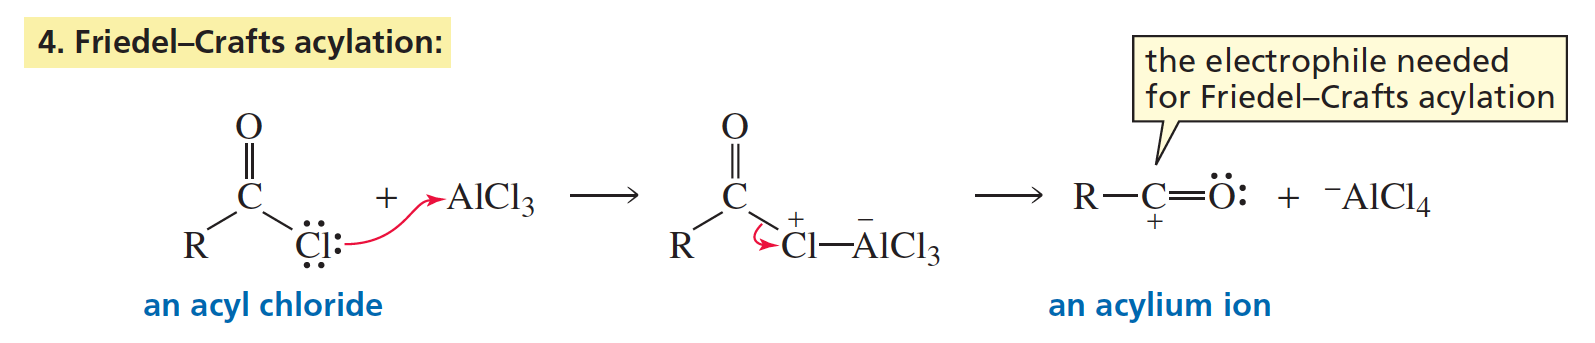 4. Friedel–Crafts acylation:
the electrophile needed
for Friedel–Crafts acylation
O
C
R
Cl
+ AlCl₃
O
C
R
+
Cl—AlCl₃
−
R—C=O: + ⁻AlCl₄
+
an acyl chloride
an acylium ion